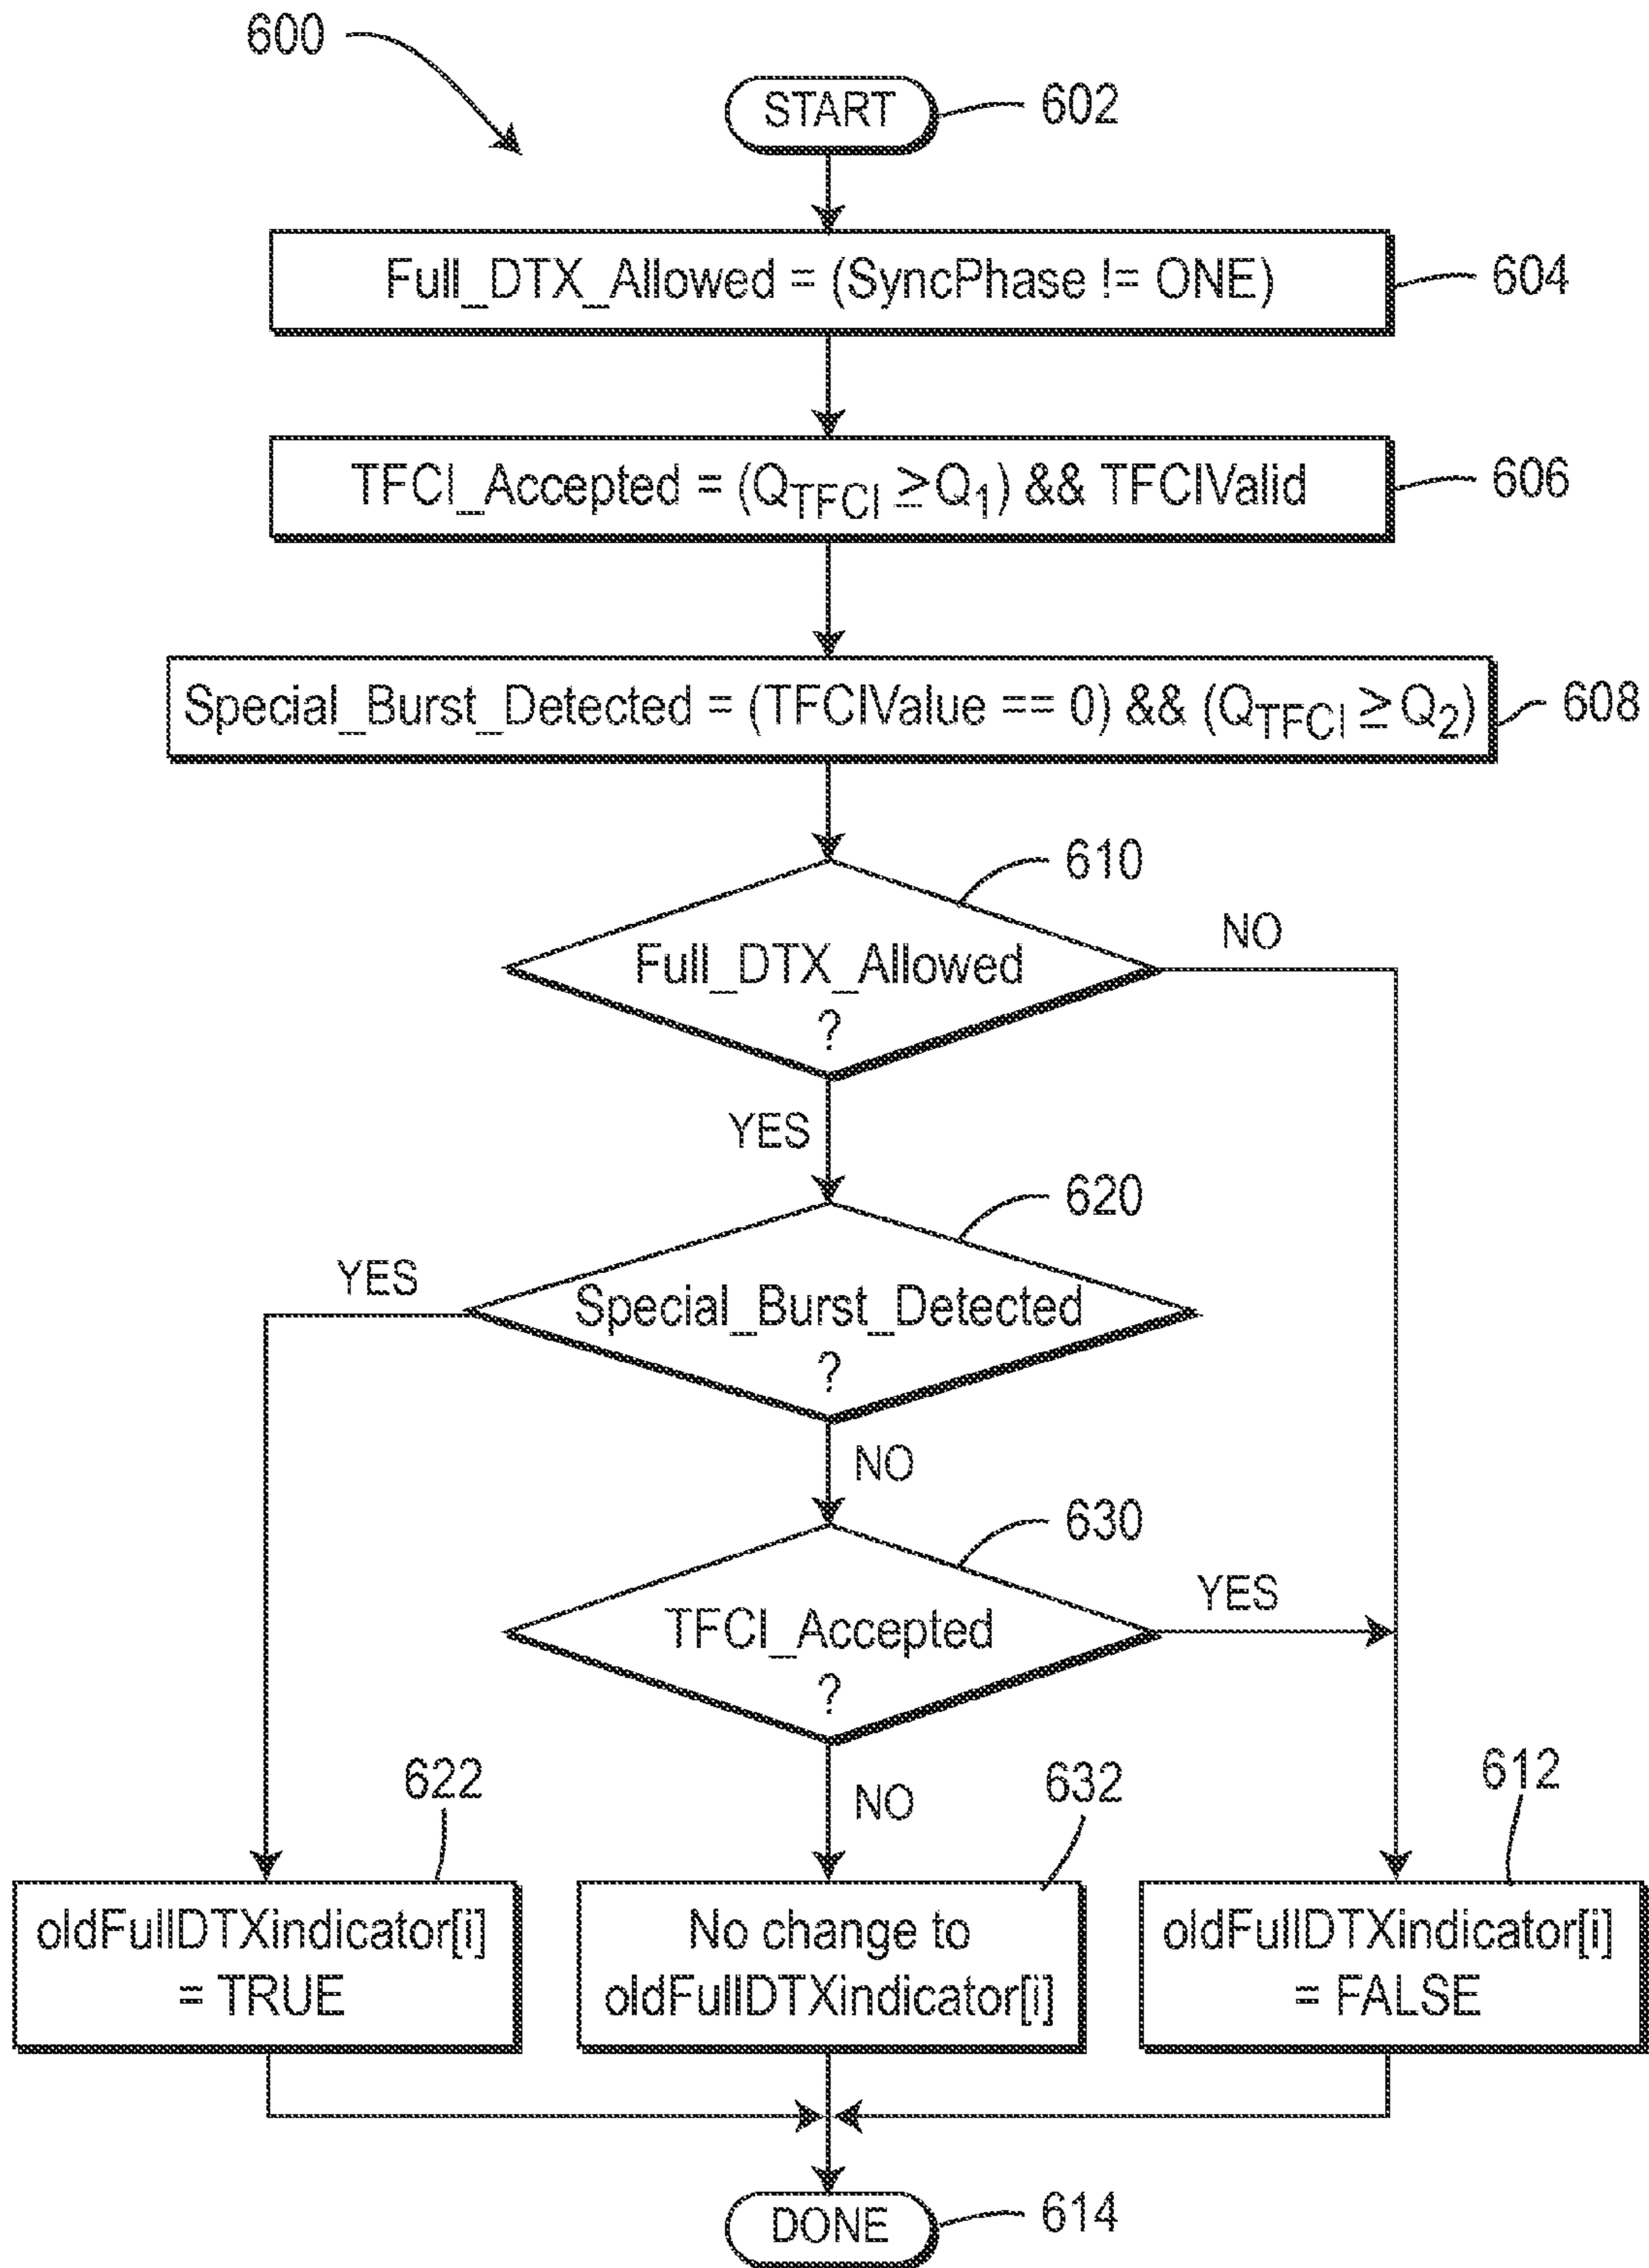 600
START
602
Full_DTX_Allowed = (SyncPhase != ONE)
604
TFCI_Accepted = (QTFCI ≥Q1) && TFCIValid
606
Special_Burst_Detected = (TFCIValue == 0) && (QTFCI ≥Q2)
608
610
Full_DTX_Allowed
?
NO
YES
620
Special_Burst_Detected
?
YES
NO
630
TFCI_Accepted
?
YES
NO
622
oldFullDTXindicator[i]
= TRUE
632
No change to
oldFullDTXindicator[i]
612
oldFullDTXindicator[i]
= FALSE
DONE
614